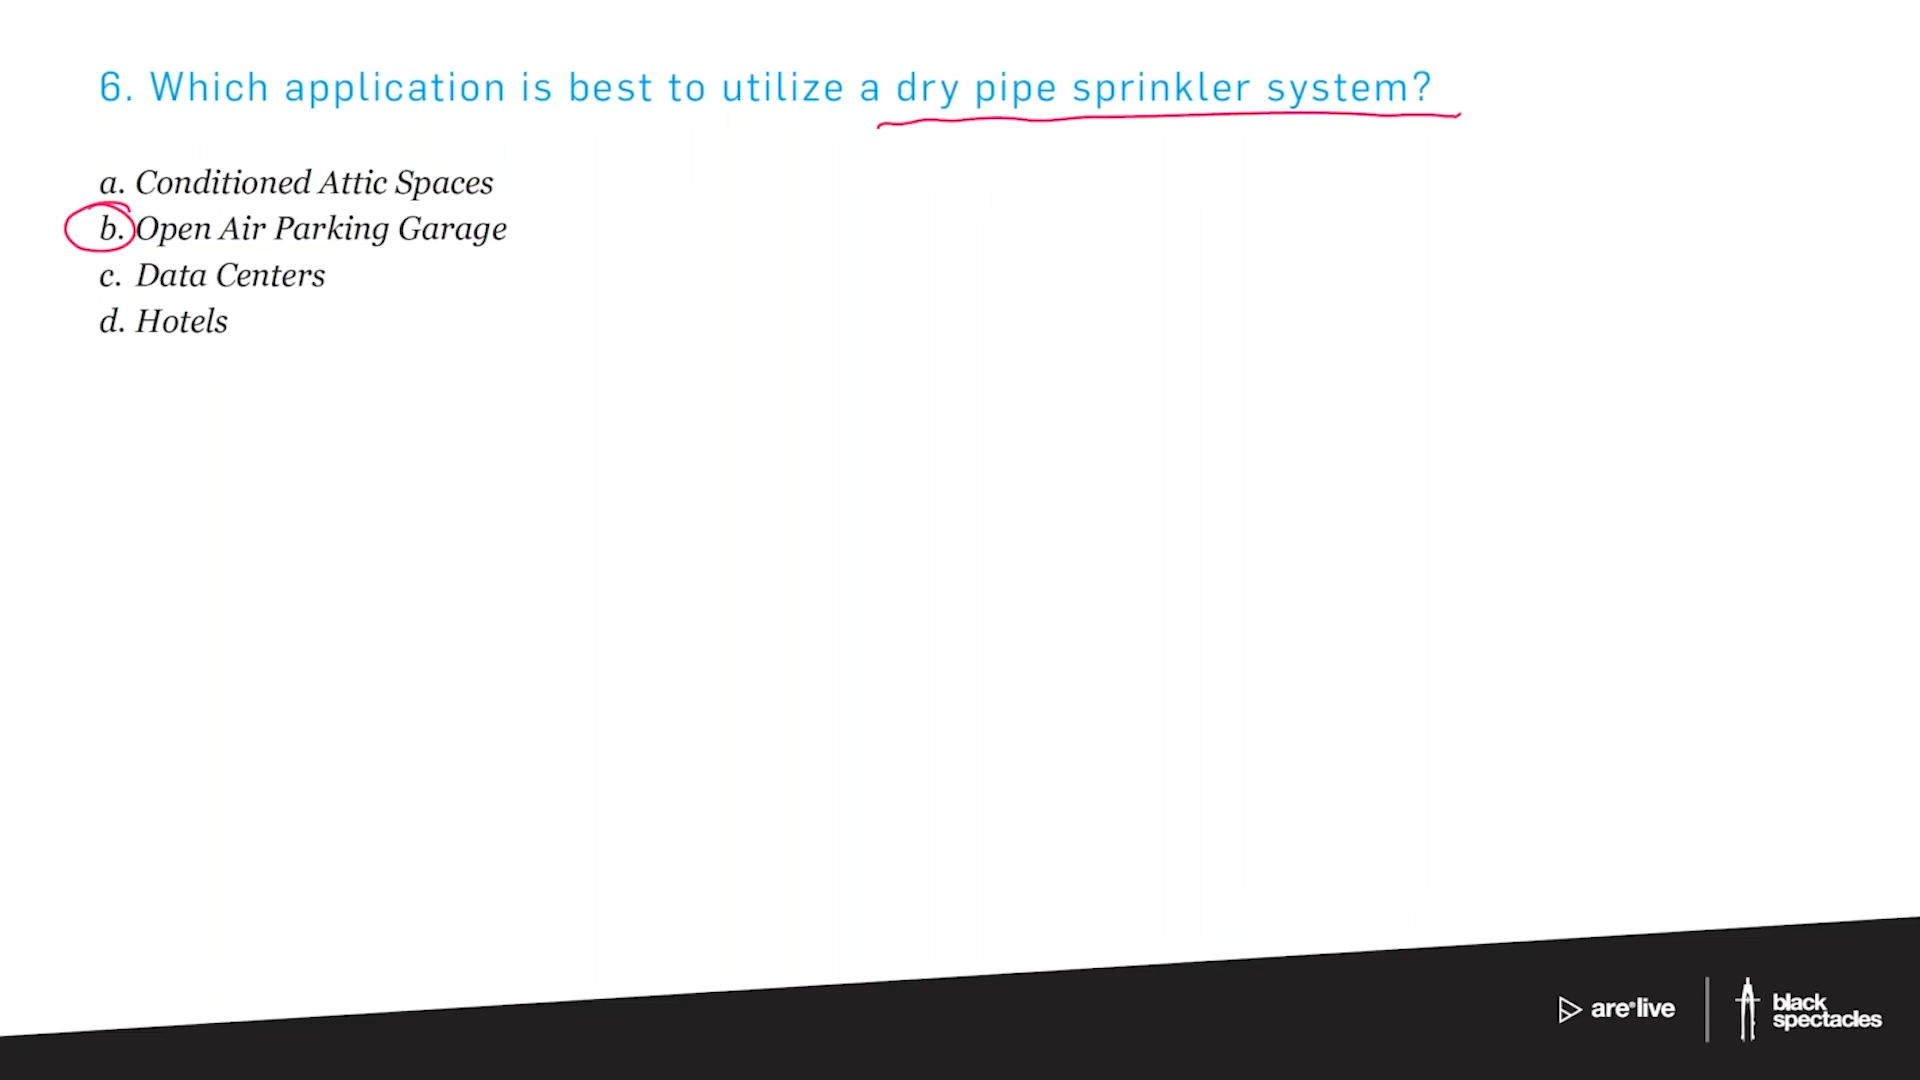 6. Which application is best to utilize a dry pipe sprinkler system?
a. Conditioned Attic Spaces
b. Open Air Parking Garage
c. Data Centers
d. Hotels
are•live
black
spectacles